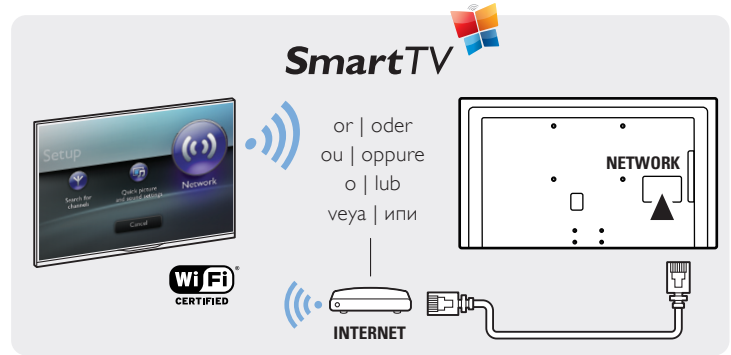 SmartTV
Setup
Search for
channels
Quick picture
and sound settings
Network
Cancel
or | oder
ou | oppure
o | lub
veya | ипи
NETWORK
Wi Fi®
CERTIFIED
INTERNET